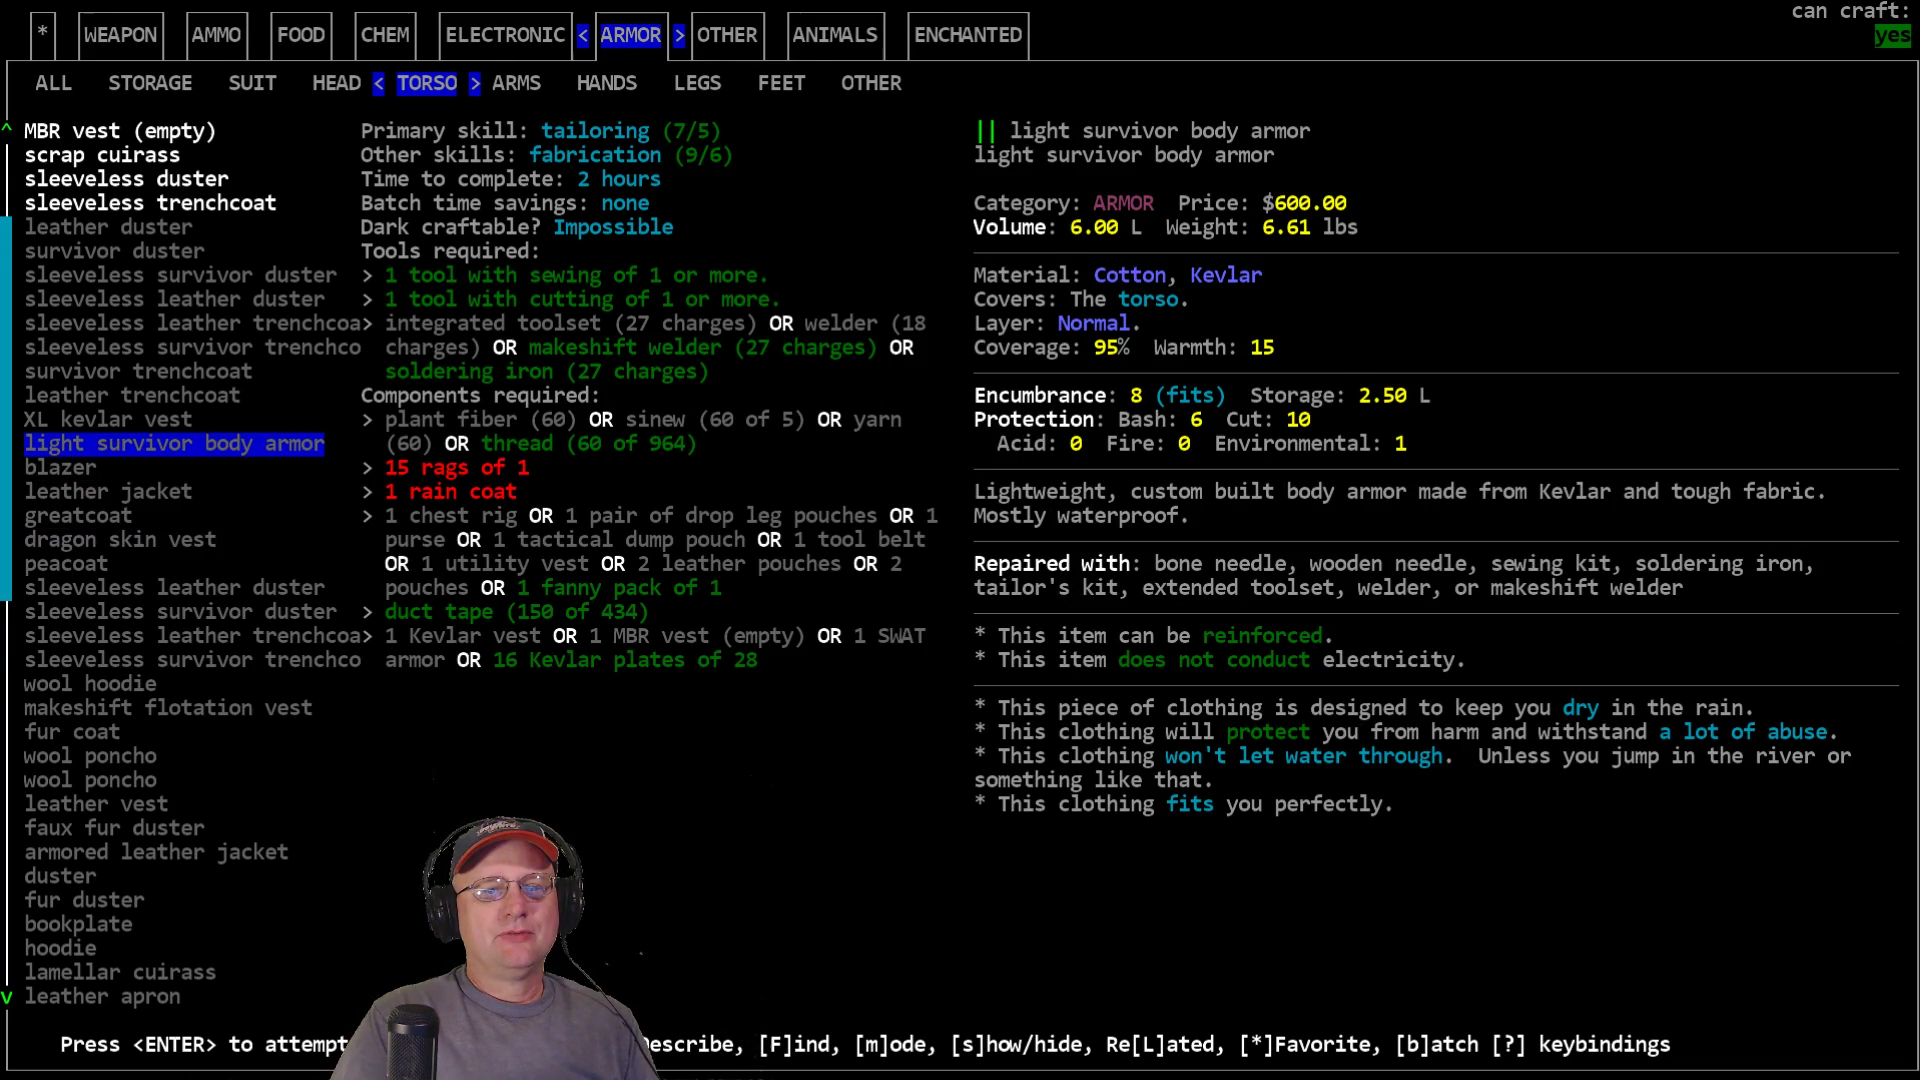 can craft:
* WEAPON AMMO FOOD CHEM ELECTRONIC < ARMOR > OTHER ANIMALS ENCHANTED
yes
ALL STORAGE SUIT HEAD < TORSO > ARMS HANDS LEGS FEET OTHER
^ MBR vest (empty)
scrap cuirass
sleeveless duster
sleeveless trenchcoat
leather duster
survivor duster
sleeveless survivor duster
sleeveless leather duster
sleeveless leather trenchcoa
sleeveless survivor trenchco
survivor trenchcoat
leather trenchcoat
XL kevlar vest
light survivor body armor
blazer
leather jacket
greatcoat
dragon skin vest
peacoat
sleeveless leather duster
sleeveless survivor duster
sleeveless leather trenchcoa
sleeveless survivor trenchco
wool hoodie
makeshift flotation vest
fur coat
wool poncho
wool poncho
leather vest
faux fur duster
armored leather jacket
duster
fur duster
bookplate
hoodie
lamellar cuirass
v leather apron
Primary skill: tailoring (7/5)
Other skills: fabrication (9/6)
Time to complete: 2 hours
Batch time savings: none
Dark craftable? Impossible
Tools required:
> 1 tool with sewing of 1 or more.
> 1 tool with cutting of 1 or more.
> integrated toolset (27 charges) OR welder (18
charges) OR makeshift welder (27 charges) OR
soldering iron (27 charges)
Components required:
> plant fiber (60) OR sinew (60 of 5) OR yarn
(60) OR thread (60 of 964)
> 15 rags of 1
> 1 rain coat
> 1 chest rig OR 1 pair of drop leg pouches OR 1
purse OR 1 tactical dump pouch OR 1 tool belt
OR 1 utility vest OR 2 leather pouches OR 2
pouches OR 1 fanny pack of 1
> duct tape (150 of 434)
> 1 Kevlar vest OR 1 MBR vest (empty) OR 1 SWAT
armor OR 16 Kevlar plates of 28
|| light survivor body armor
light survivor body armor
Category: ARMOR Price: $600.00
Volume: 6.00 L Weight: 6.61 lbs
Material: Cotton, Kevlar
Covers: The torso.
Layer: Normal.
Coverage: 95% Warmth: 15
Encumbrance: 8 (fits) Storage: 2.50 L
Protection: Bash: 6 Cut: 10
Acid: 0 Fire: 0 Environmental: 1
Lightweight, custom built body armor made from Kevlar and tough fabric.
Mostly waterproof.
Repaired with: bone needle, wooden needle, sewing kit, soldering iron,
tailor's kit, extended toolset, welder, or makeshift welder
* This item can be reinforced.
* This item does not conduct electricity.
* This piece of clothing is designed to keep you dry in the rain.
* This clothing will protect you from harm and withstand a lot of abuse.
* This clothing won't let water through. Unless you jump in the river or
something like that.
* This clothing fits you perfectly.
Press <ENTER> to attempt escribe, [F]ind, [m]ode, [s]how/hide, Re[L]ated, [*]Favorite, [b]atch [?] keybindings